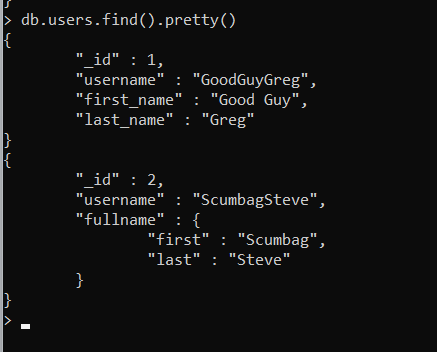 }
> db.users.find().pretty()
{
        "_id" : 1,
        "username" : "GoodGuyGreg",
        "first_name" : "Good Guy",
        "last_name" : "Greg"
}
{
        "_id" : 2,
        "username" : "ScumbagSteve",
        "fullname" : {
                "first" : "Scumbag",
                "last" : "Steve"
        }
}
>